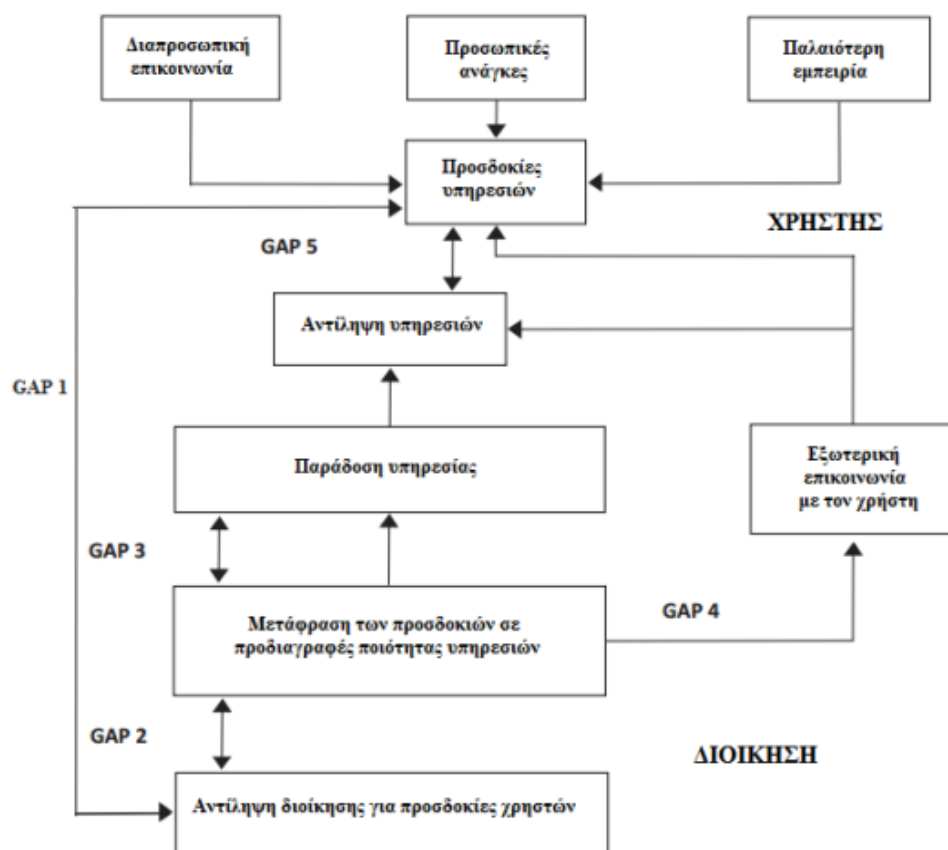 Διαπροσωπική
επικοινωνία
Προσωπικές
ανάγκες
Παλαιότερη
εμπειρία
Προσδοκίες
υπηρεσιών
ΧΡΗΣΤΗΣ
GAP 5
Αντίληψη υπηρεσιών
GAP 1
Παράδοση υπηρεσίας
Εξωτερική
επικοινωνία
με τον χρήστη
GAP 3
Μετάφραση των προσδοκιών σε
προδιαγραφές ποιότητας υπηρεσιών
GAP 4
GAP 2
ΔΙΟΙΚΗΣΗ
Αντίληψη διοίκησης για προσδοκίες χρηστών